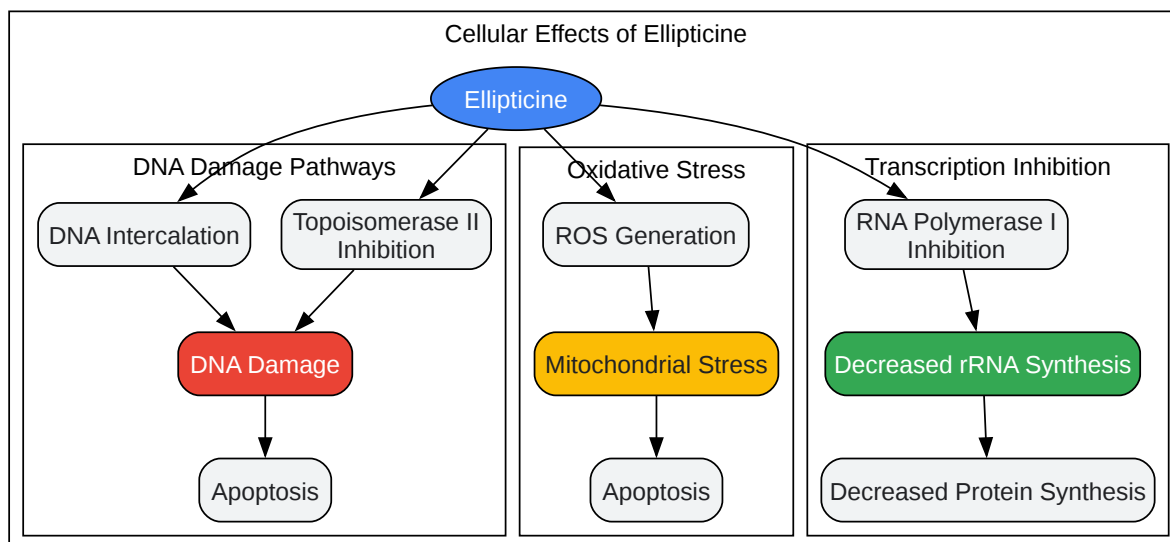 Cellular Effects of Ellipticine
Ellipticine
DNA Damage Pathways
Oxidative Stress
Transcription Inhibition
DNA Intercalation
Topoisomerase II
Inhibition
ROS Generation
RNA Polymerase I
Inhibition
DNA Damage
Mitochondrial Stress
Decreased rRNA Synthesis
Apoptosis
Apoptosis
Decreased Protein Synthesis